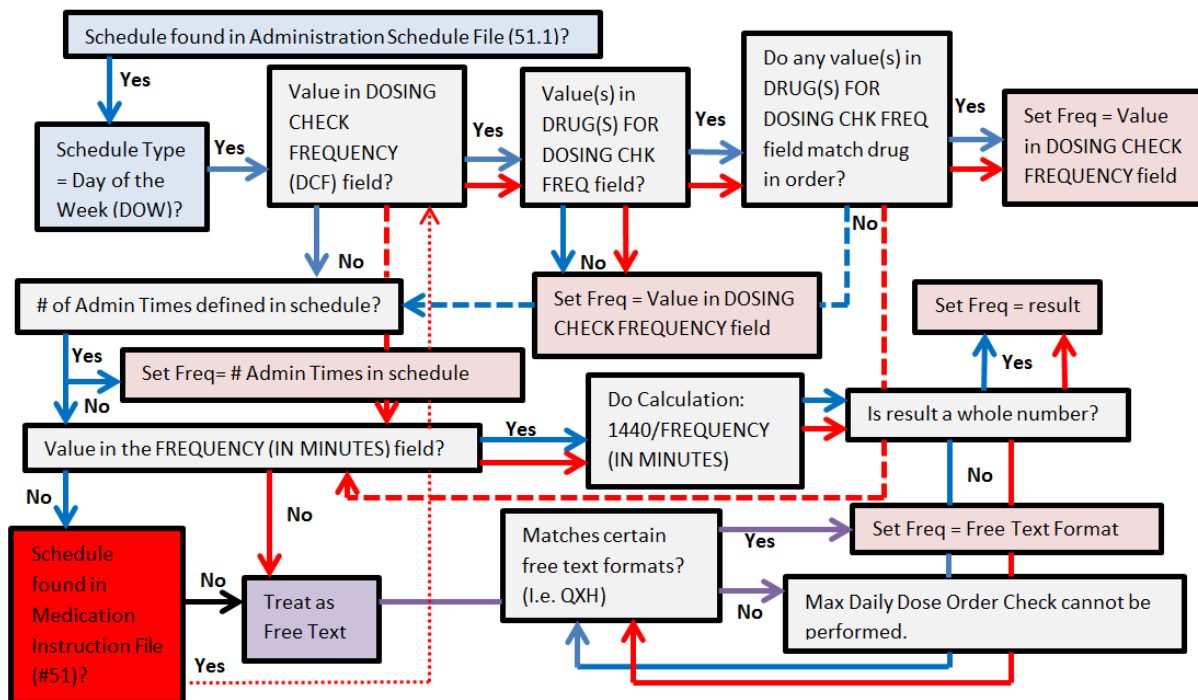 Schedule found in Administration Schedule File (51.1)?
Yes
Schedule Type
= Day of the
Week (DOW)?
Yes
Value in DOSING
CHECK
FREQUENCY
(DCF) field?
Yes
Value(s) in
DRUG(S) FOR
DOSING CHK
FREQ field?
Yes
Do any value(s) in
DRUG(S) FOR
DOSING CHK FREQ
field match drug
in order?
Yes
Set Freq = Value
in DOSING CHECK
FREQUENCY field
No
No
No
# of Admin Times defined in schedule?
Set Freq = Value in DOSING
CHECK FREQUENCY field
Set Freq = result
Yes
Set Freq= # Admin Times in schedule
No
Yes
Do Calculation:
1440/FREQUENCY
(IN MINUTES)
Is result a whole number?
Value in the FREQUENCY (IN MINUTES) field?
Yes
No
No
No
Schedule
found in
Medication
Instruction File
(#51)?
No
Yes
Treat as
Free Text
Matches certain
free text formats?
(I.e. QXH)
Yes
Set Freq = Free Text Format
No
Max Daily Dose Order Check cannot be
performed.